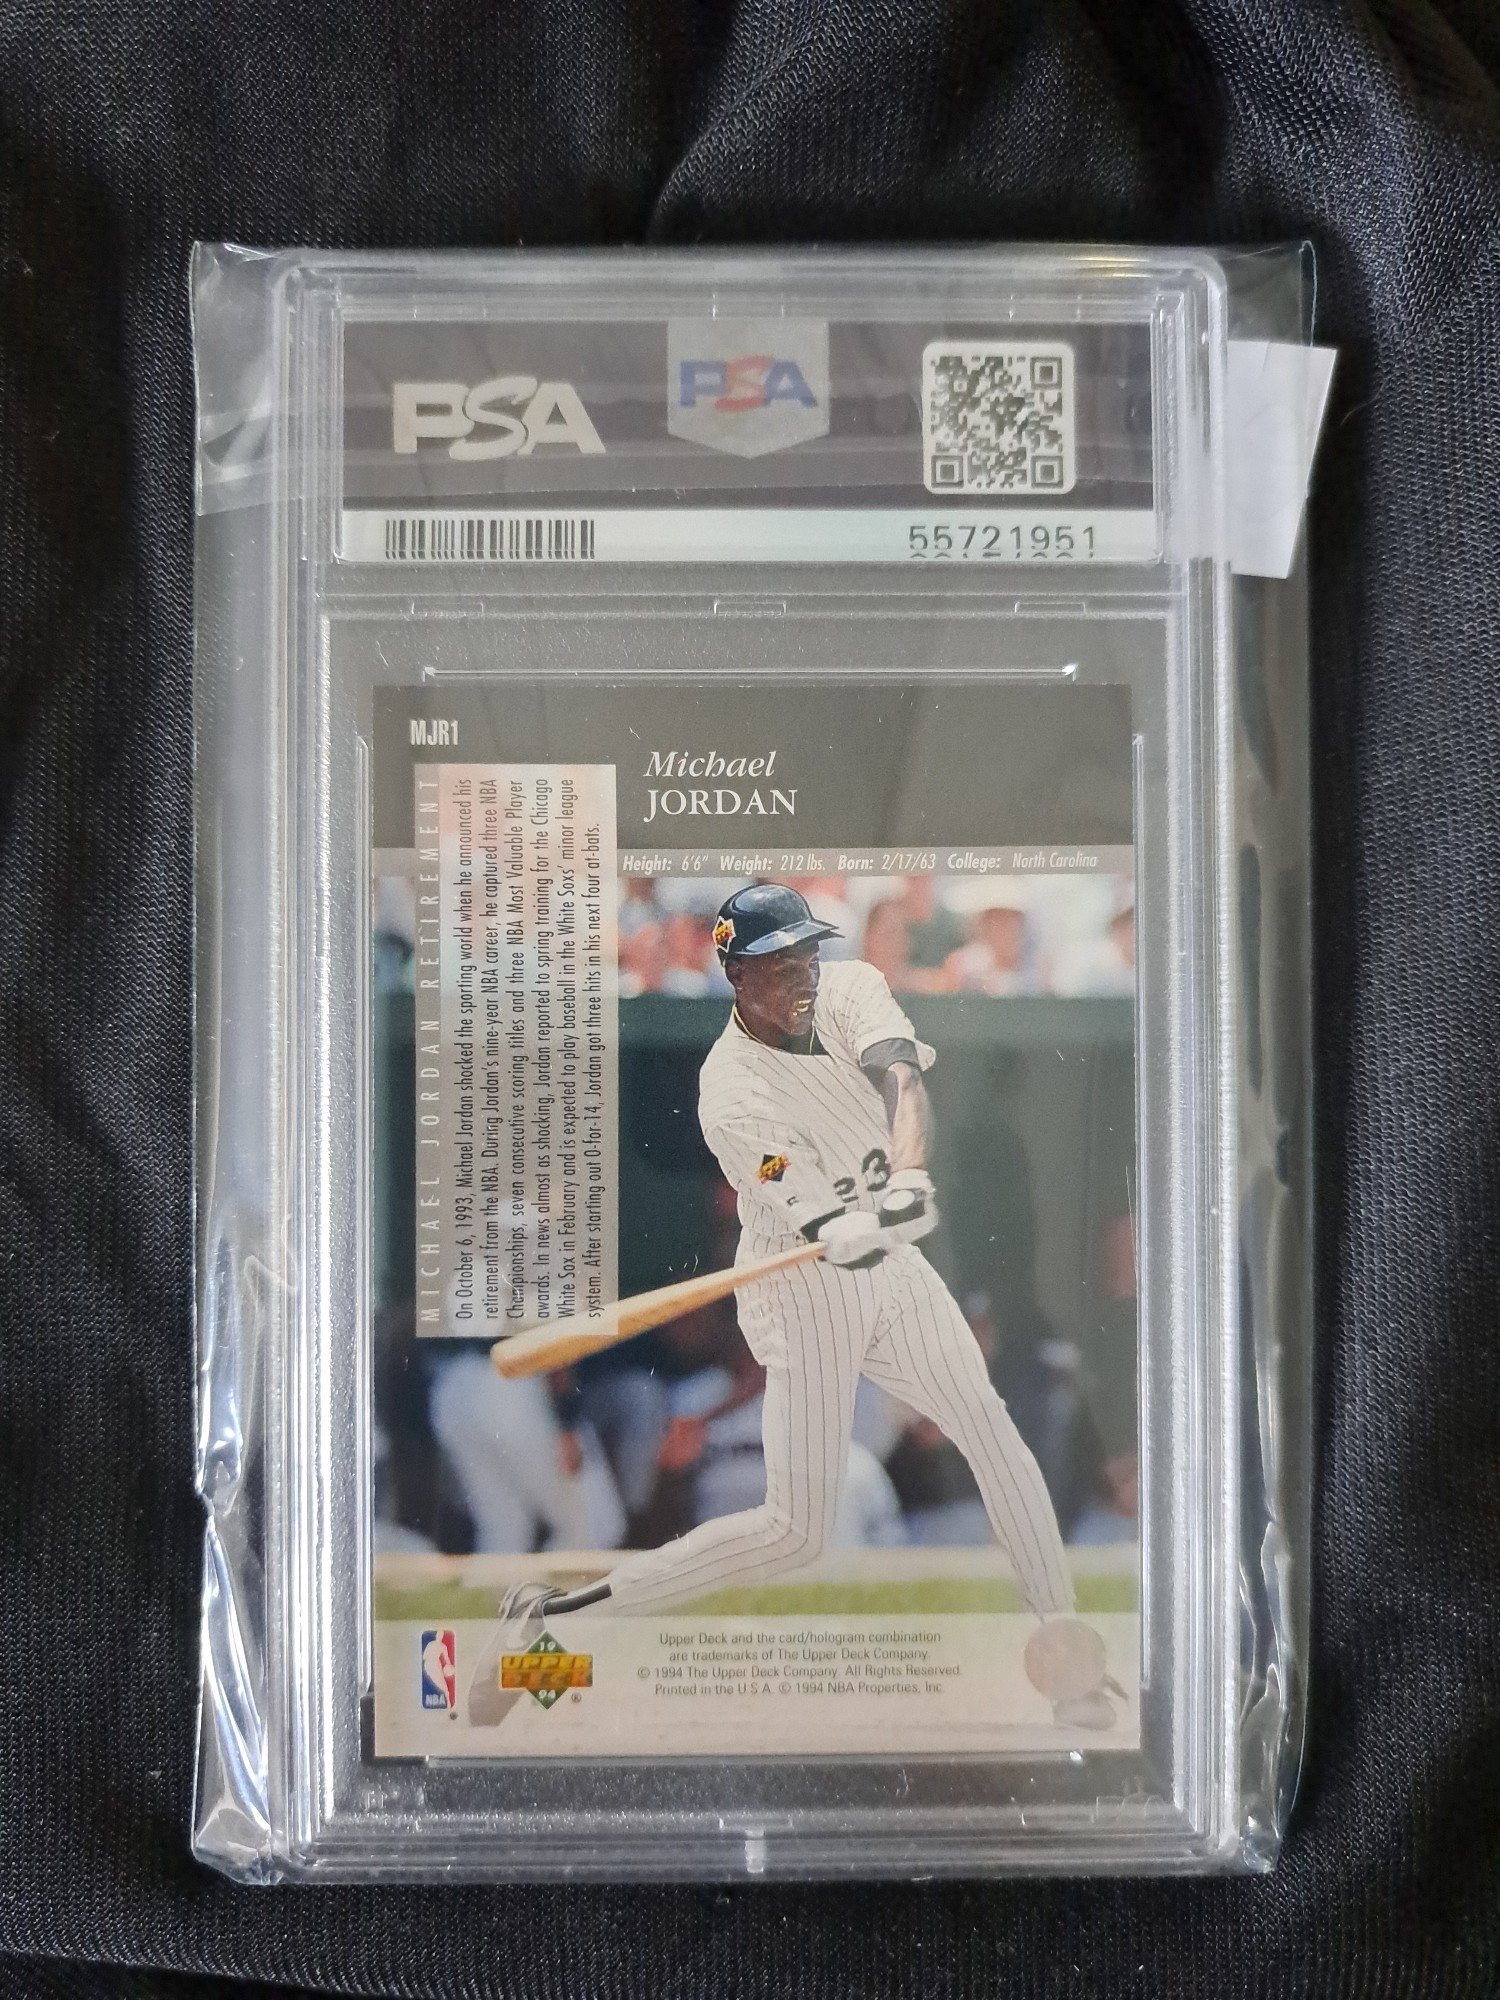 PSA
PSA
55721951
MJR1
Michael
JORDAN
Height: 6'6" Weight: 212 lbs. Born: 2/17/63 College: North Carolina
MICHAEL JORDAN RETIREMENT
On October 6, 1993, Michael Jordan shocked the sporting world when he announced his
retirement from the NBA. During Jordan's nine-year NBA career, he captured three NBA
Championships, seven consecutive scoring titles and three NBA Most Valuable Player
awards. In news almost as shocking, Jordan reported to spring training for the Chicago
White Sox in February and is expected to play baseball in the White Soxs' minor league
system. After starting out 0-for-14, Jordan got three hits in his next four at-bats.
23
NBA
19
UPPER
DECK
94
®
Upper Deck and the card/hologram combination
are trademarks of The Upper Deck Company.
© 1994 The Upper Deck Company. All Rights Reserved.
Printed in the U S A. © 1994 NBA Properties, Inc.